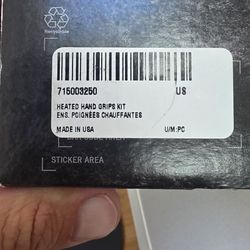 Recyclable
715003250 US
HEATED HAND GRIPS KIT
ENS. POIGNÉES CHAUFFANTES
MADE IN USA U/M:PC
STICKER AREA